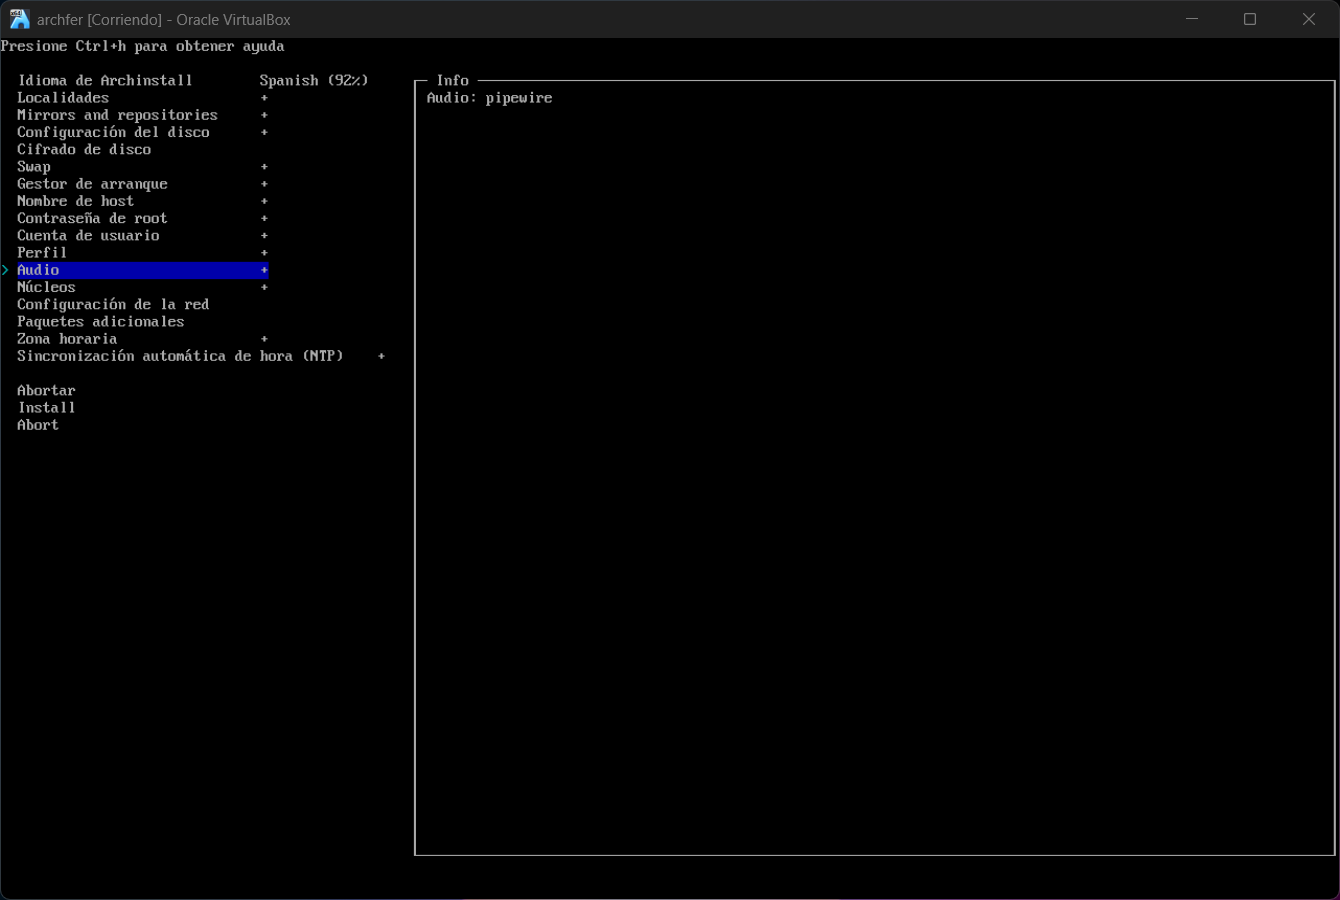 archfer [Corriendo] - Oracle VirtualBox
Presione Ctrl+h para obtener ayuda
Idioma de Archinstall Spanish (92%)
Localidades +
Mirrors and repositories +
Configuración del disco +
Cifrado de disco
Swap +
Gestor de arranque +
Nombre de host +
Contraseña de root +
Cuenta de usuario +
Perfil +
> Audio +
Núcleos +
Configuración de la red
Paquetes adicionales
Zona horaria +
Sincronización automática de hora (NTP) +
Abortar
Install
Abort
Info
Audio: pipewire